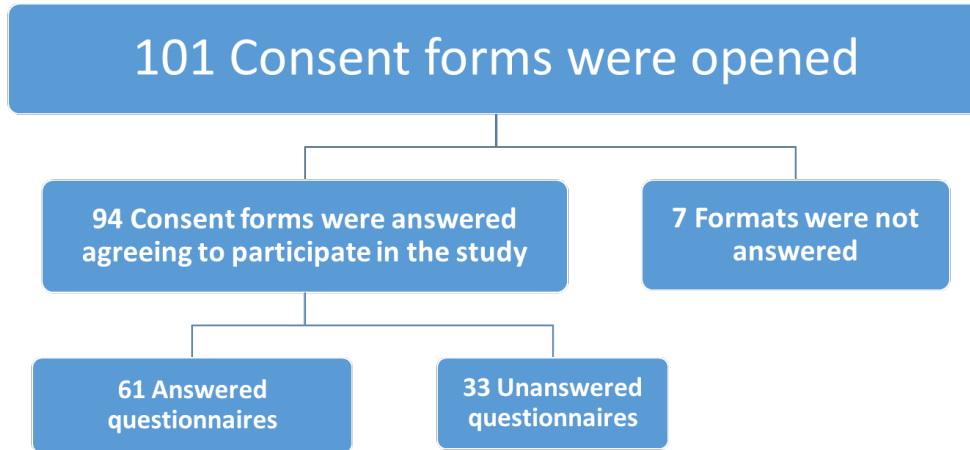 101 Consent forms were opened
94 Consent forms were answered
agreeing to participate in the study
7 Formats were not
answered
61 Answered
questionnaires
33 Unanswered
questionnaires